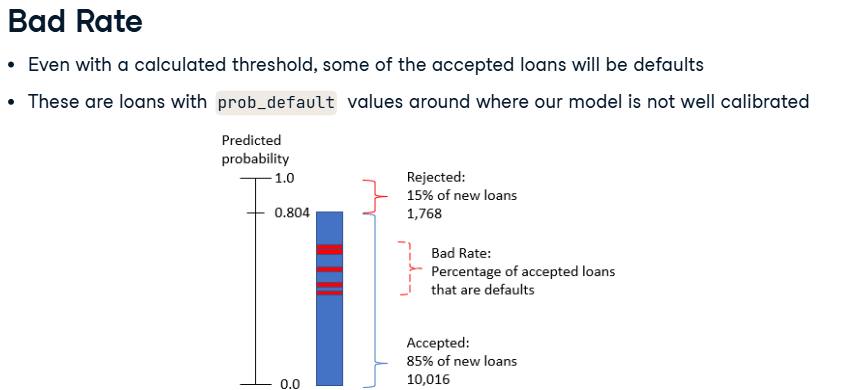 Bad Rate
• Even with a calculated threshold, some of the accepted loans will be defaults
• These are loans with prob_default values around where our model is not well calibrated
Predicted
probability
1.0
0.804
0.0
Rejected:
15% of new loans
1,768
Bad Rate:
Percentage of accepted loans
that are defaults
Accepted:
85% of new loans
10,016